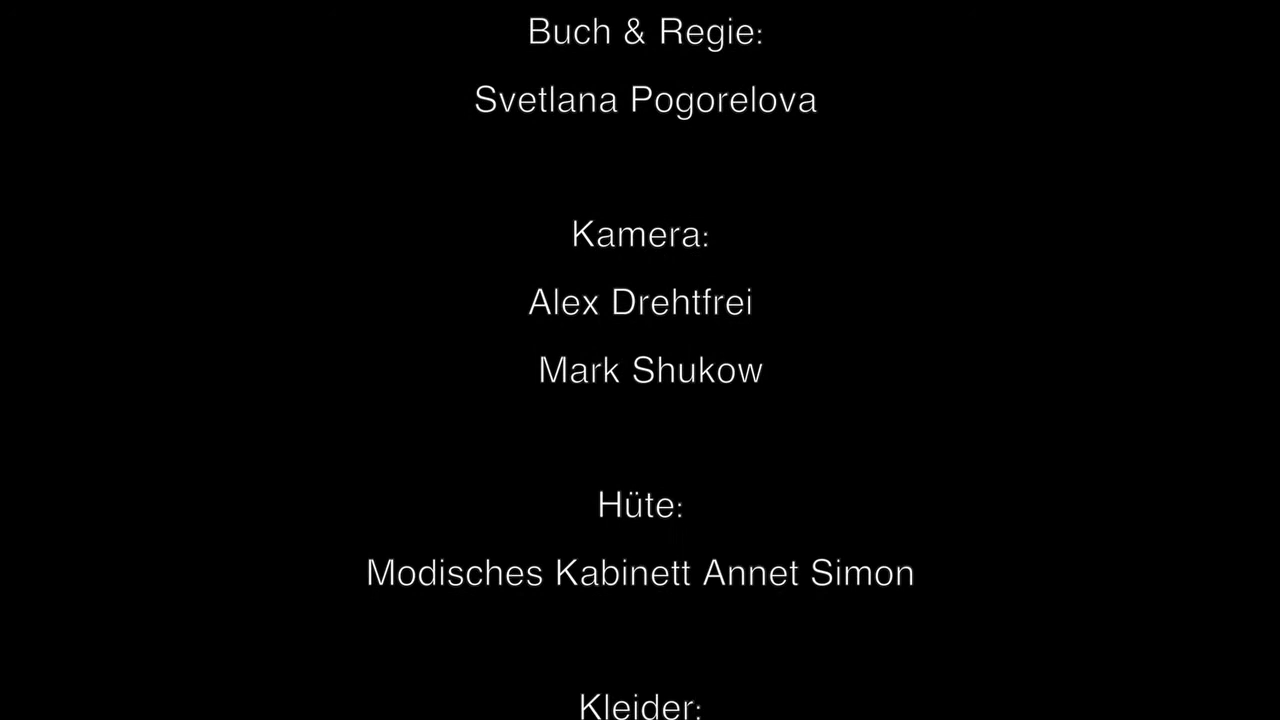 Buch & Regie:
Svetlana Pogorelova
Kamera:
Alex Drehtfrei
Mark Shukow
Hüte:
Modisches Kabinett Annet Simon
Kleider: